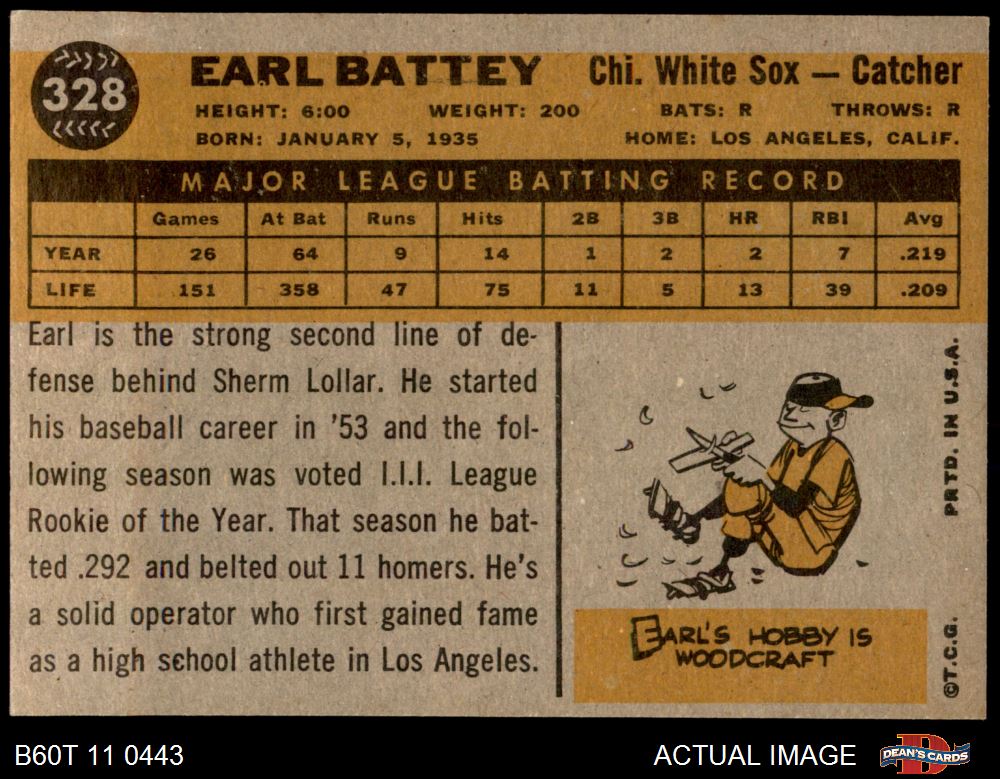 328
EARL BATTEY Chi. White Sox — Catcher
HEIGHT: 6:00 WEIGHT: 200 BATS: R THROWS: R
BORN: JANUARY 5, 1935 HOME: LOS ANGELES, CALIF.
MAJOR LEAGUE BATTING RECORD
Games At Bat Runs Hits 2B 3B HR RBI Avg
YEAR 26 64 9 14 1 2 2 7 .219
LIFE 151 358 47 75 11 5 13 39 .209
Earl is the strong second line of de-
fense behind Sherm Lollar. He started
his baseball career in '53 and the fol-
lowing season was voted I.I.I. League
Rookie of the Year. That season he bat-
ted .292 and belted out 11 homers. He's
a solid operator who first gained fame
as a high school athlete in Los Angeles.
EARL'S HOBBY IS
WOODCRAFT
©T.C.G. PRTD. IN U.S.A.
B60T 11 0443 ACTUAL IMAGE DEAN'S CARDS